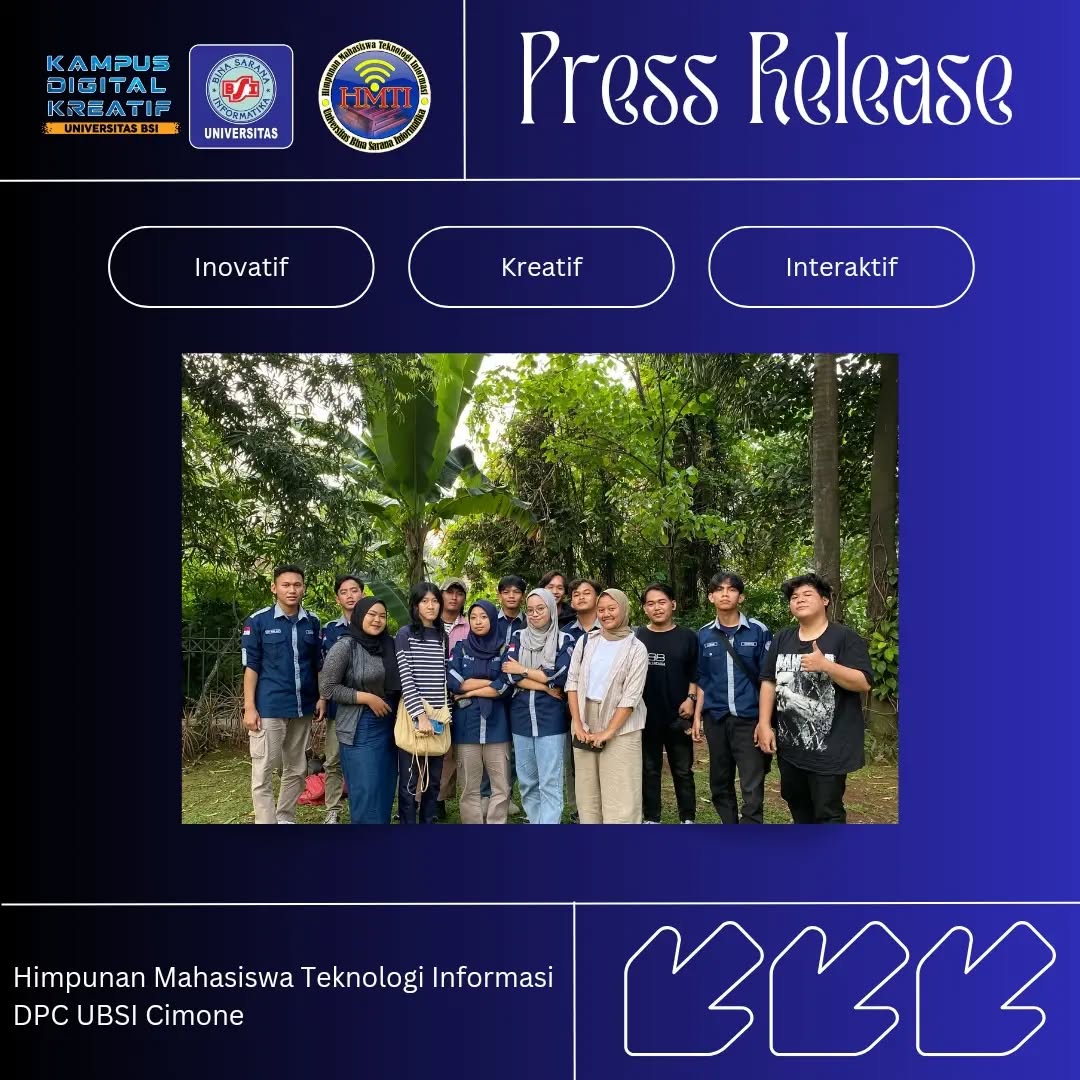 KAMPUS
DIGITAL
KREATIF
UNIVERSITAS BSI
BINA SARANA
BSI
INFORMATIKA
UNIVERSITAS
Himpunan Mahasiswa Teknologi Informasi
HMTI
Universitas Bina Sarana Informatika
Press Release
Inovatif
Kreatif
Interaktif
Himpunan Mahasiswa Teknologi Informasi
DPC UBSI Cimone